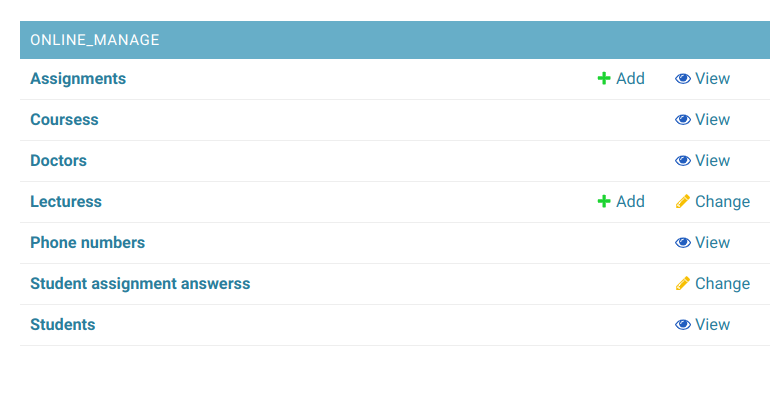 ONLINE_MANAGE
Assignments Add View
Coursess View
Doctors View
Lecturess Add Change
Phone numbers View
Student assignment answerss Change
Students View